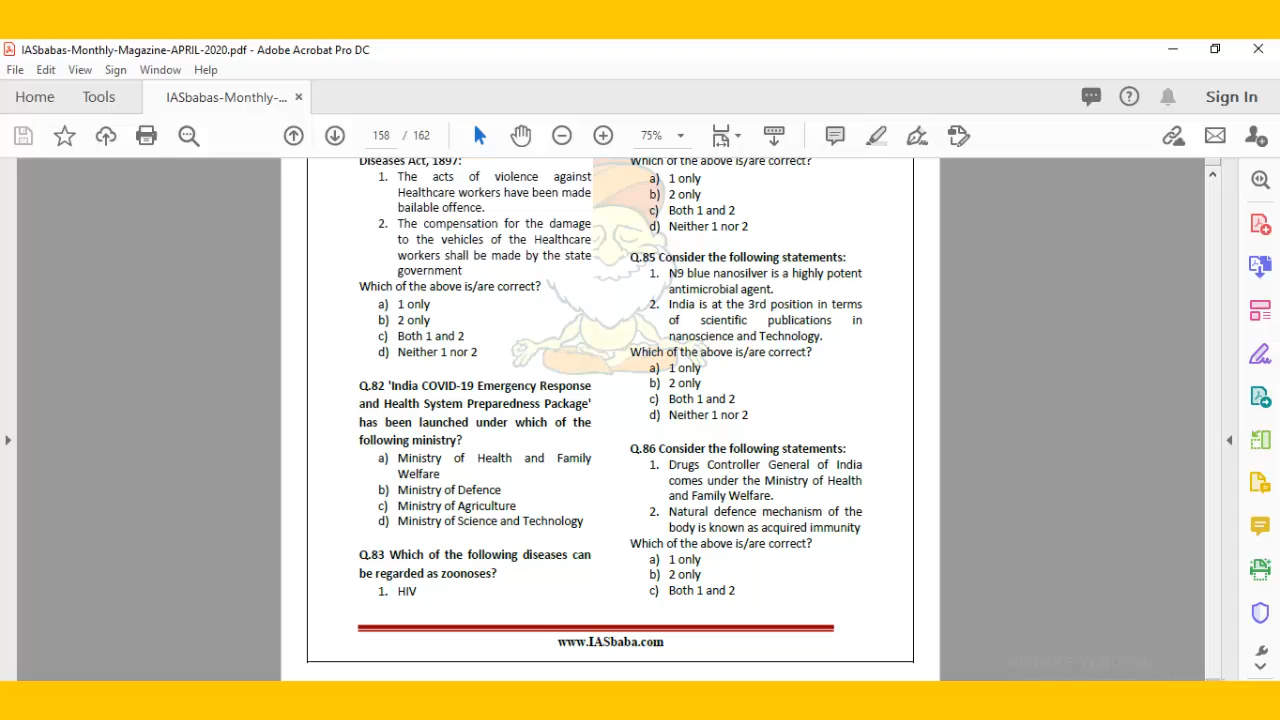 IASbabas-Monthly-Magazine-APRIL-2020.pdf - Adobe Acrobat Pro DC
File Edit View Sign Window Help
Home Tools IASbabas-Monthly-... × Sign In
158 / 162 75%
Diseases Act, 1897:
1. The acts of violence against
Healthcare workers have been made
bailable offence.
2. The compensation for the damage
to the vehicles of the Healthcare
workers shall be made by the state
government
Which of the above is/are correct?
a) 1 only
b) 2 only
c) Both 1 and 2
d) Neither 1 nor 2
Q.82 'India COVID-19 Emergency Response
and Health System Preparedness Package'
has been launched under which of the
following ministry?
a) Ministry of Health and Family
Welfare
b) Ministry of Defence
c) Ministry of Agriculture
d) Ministry of Science and Technology
Q.83 Which of the following diseases can
be regarded as zoonoses?
1. HIV
Which of the above is/are correct?
a) 1 only
b) 2 only
c) Both 1 and 2
d) Neither 1 nor 2
Q.85 Consider the following statements:
1. N9 blue nanosilver is a highly potent
antimicrobial agent.
2. India is at the 3rd position in terms
of scientific publications in
nanoscience and Technology.
Which of the above is/are correct?
a) 1 only
b) 2 only
c) Both 1 and 2
d) Neither 1 nor 2
Q.86 Consider the following statements:
1. Drugs Controller General of India
comes under the Ministry of Health
and Family Welfare.
2. Natural defence mechanism of the
body is known as acquired immunity
Which of the above is/are correct?
a) 1 only
b) 2 only
c) Both 1 and 2
www.IASbaba.com